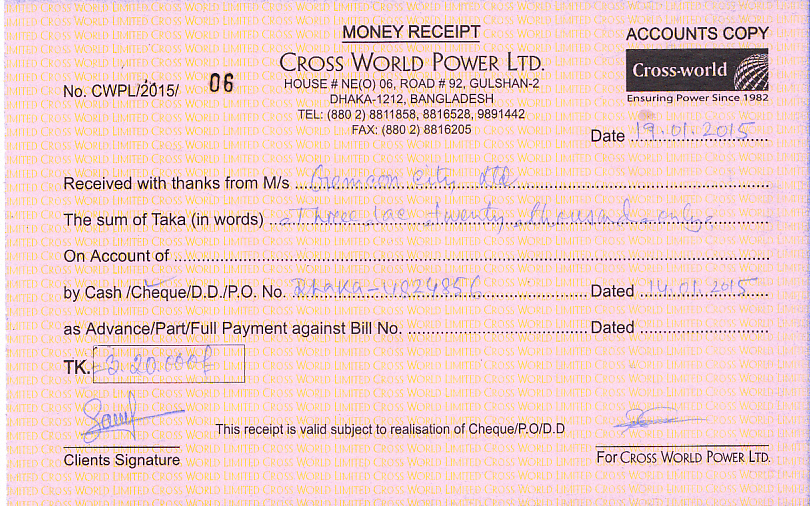 MONEY RECEIPT
ACCOUNTS COPY
CROSS WORLD POWER LTD.
Cross-world
Ensuring Power Since 1982
No. CWPL/2015/ 06
HOUSE # NE(O) 06, ROAD # 92, GULSHAN-2
DHAKA-1212, BANGLADESH
TEL: (880 2) 8811858, 8816528, 9891442
FAX: (880 2) 8816205
Date 19.01.2015
Received with thanks from M/s City Ltd
The sum of Taka (in words) Three lac twenty thousand only.
On Account of
by Cash /Cheque/D.D./P.O. No. Dhaka-4824856 Dated 14.01.2015
as Advance/Part/Full Payment against Bill No. Dated
TK. =3.20.000/
This receipt is valid subject to realisation of Cheque/P.O/D.D
Clients Signature
For CROSS WORLD POWER LTD.